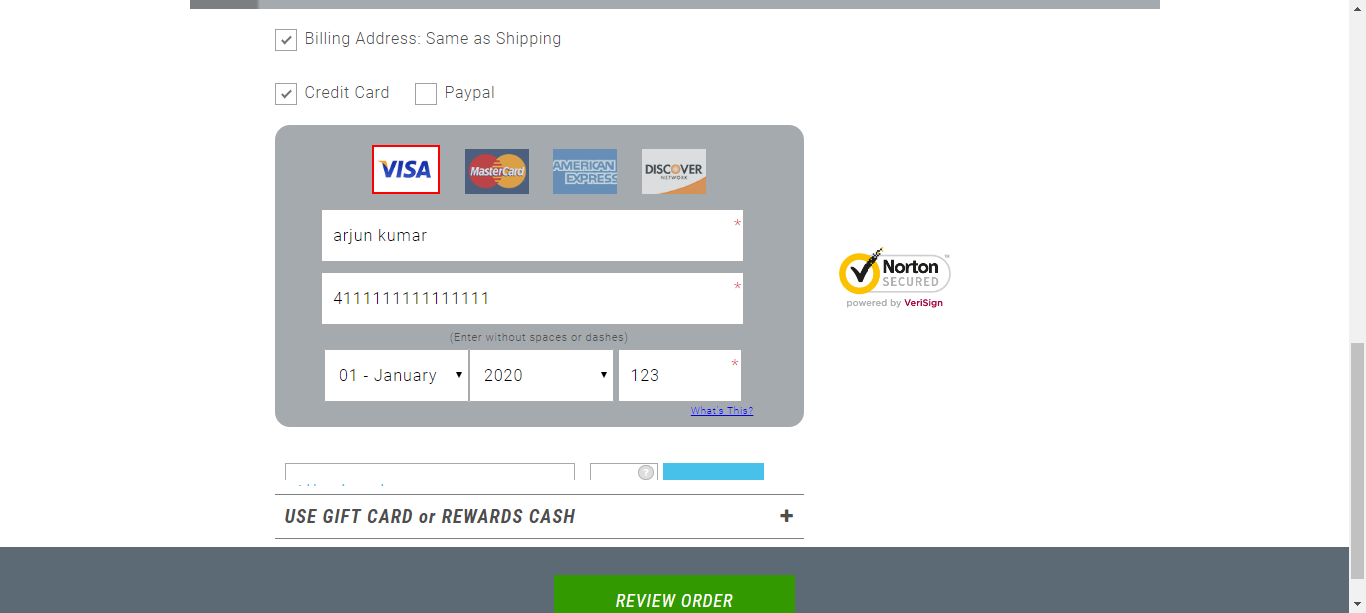 Billing Address: Same as Shipping
Credit Card Paypal
VISA MasterCard AMERICAN EXPRESS DISCOVER NETWORK
arjun kumar *
4111111111111111 *
(Enter without spaces or dashes)
01 - January 2020 123 *
What's This?
Norton™
SECURED
powered by VeriSign
?
USE GIFT CARD or REWARDS CASH +
REVIEW ORDER